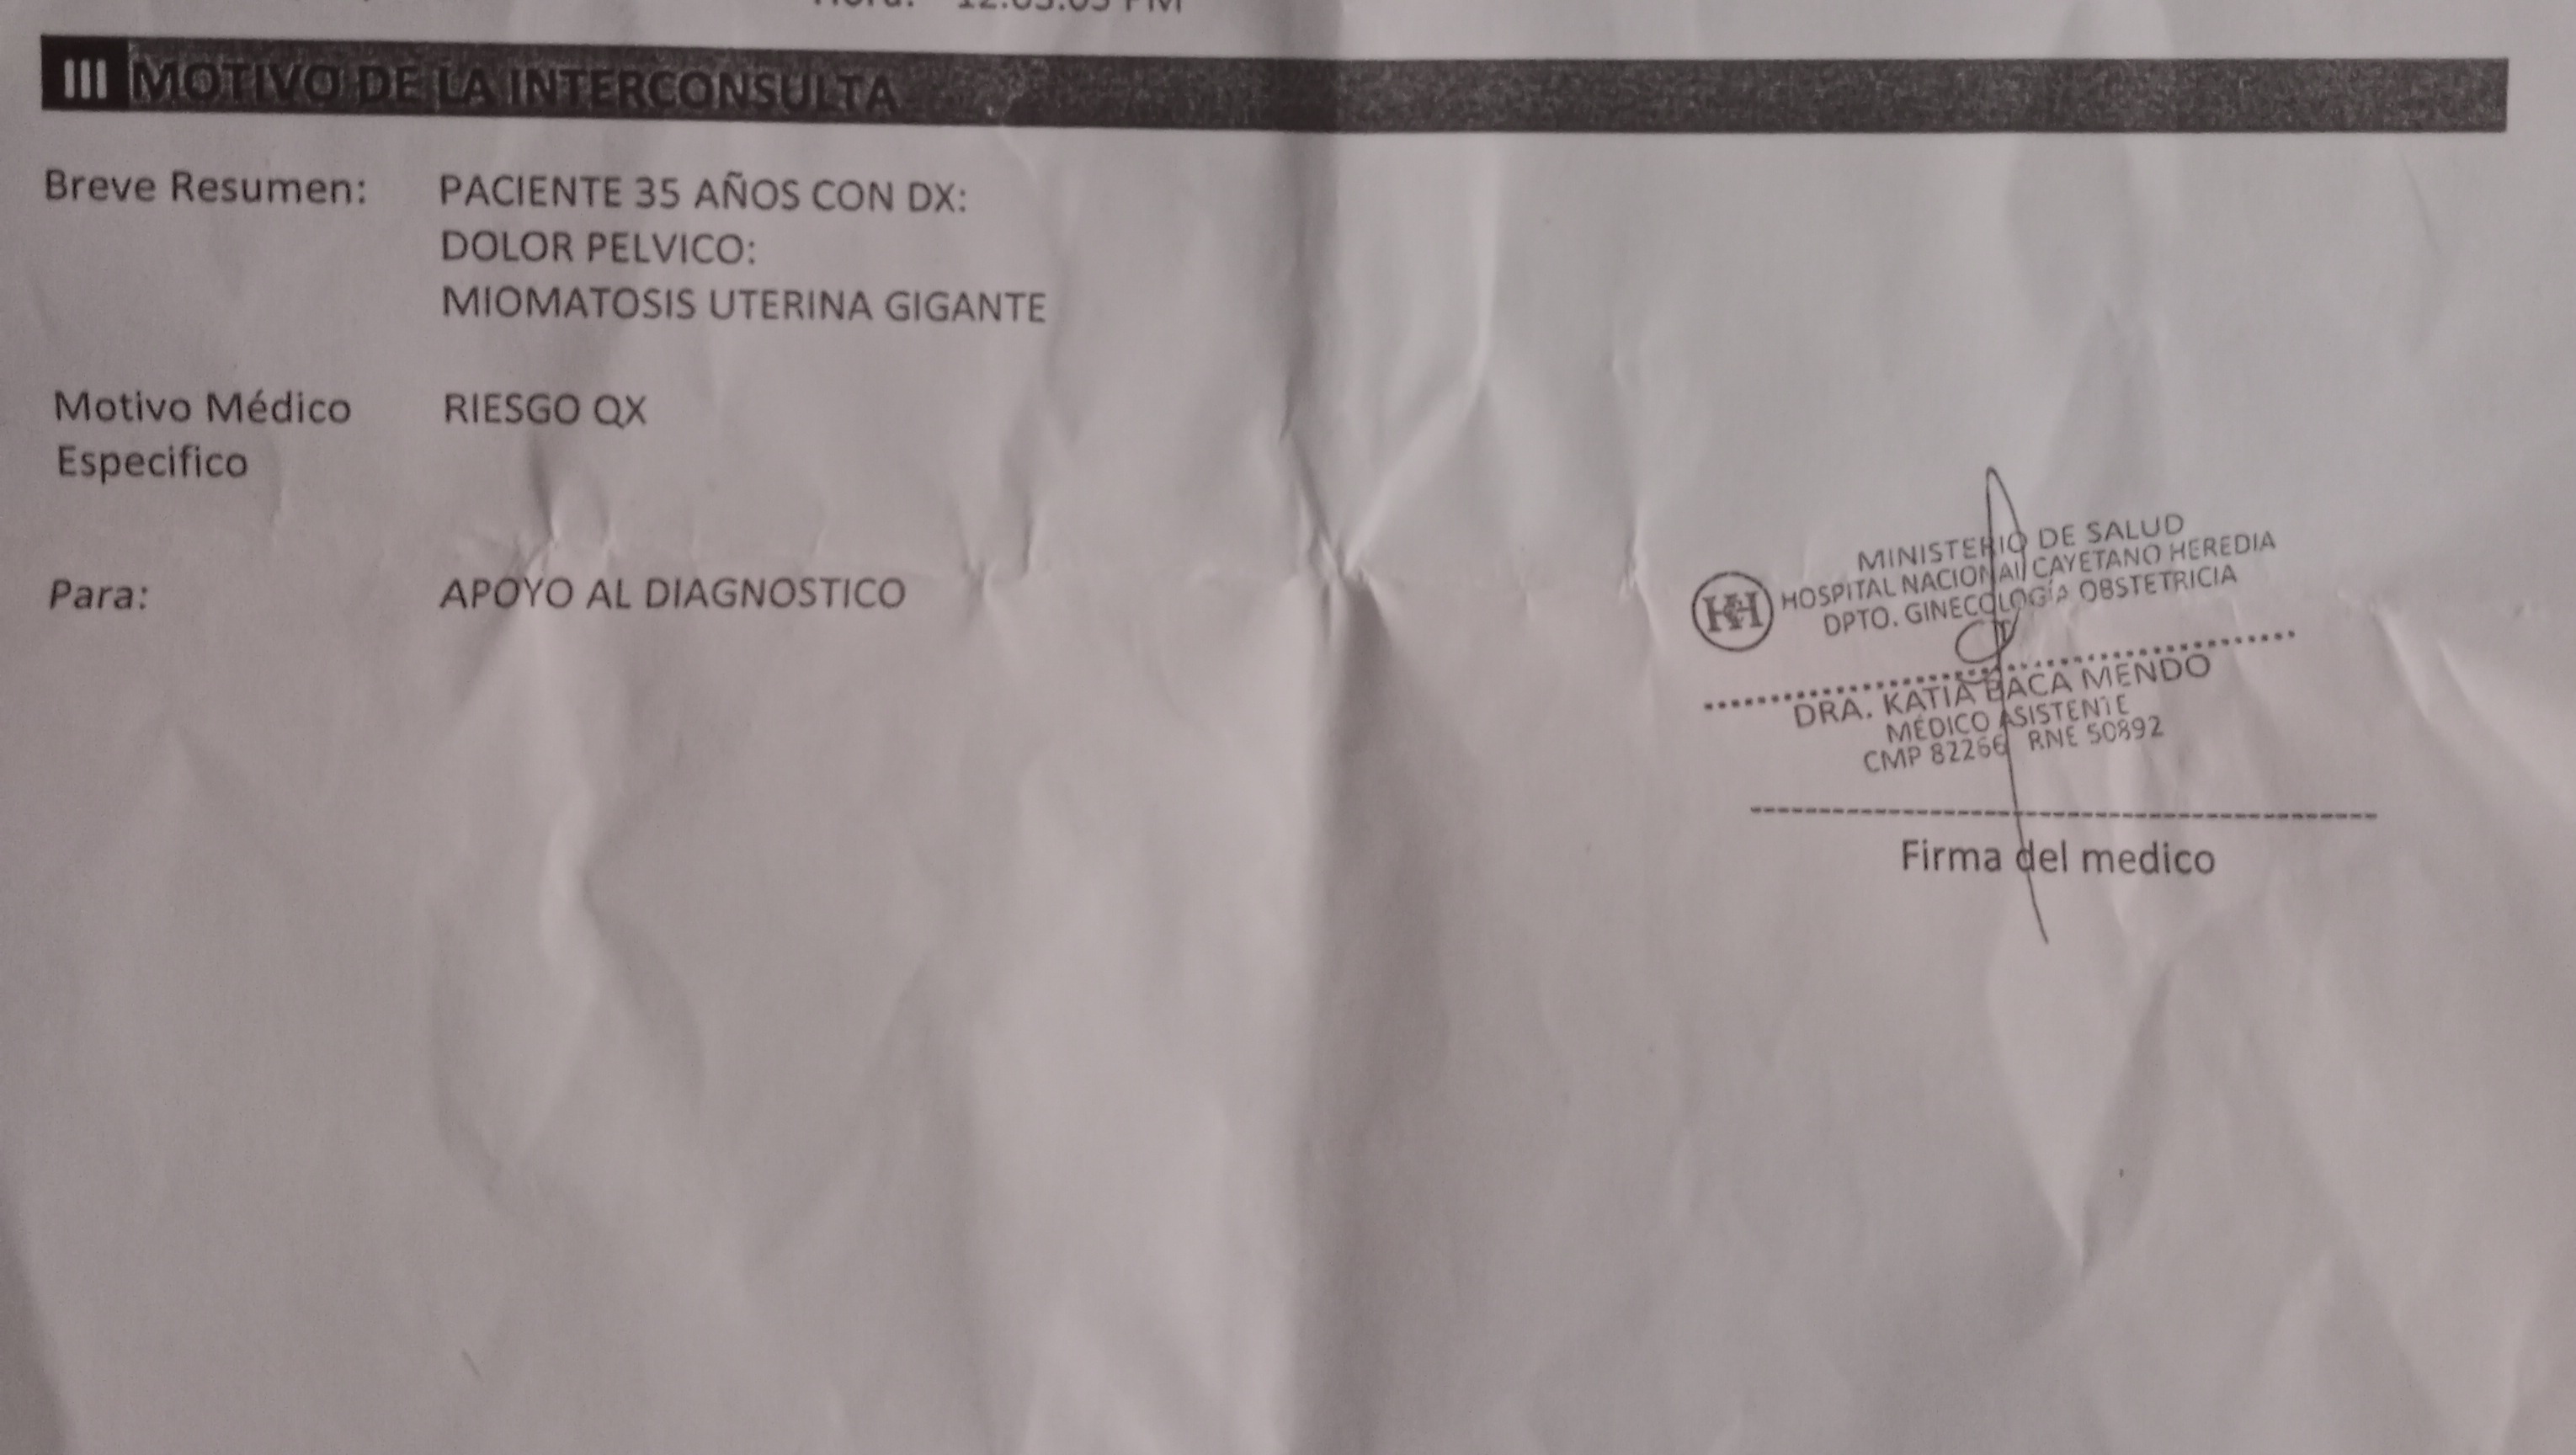 III MOTIVO DE LA INTERCONSULTA
Breve Resumen: PACIENTE 35 AÑOS CON DX:
DOLOR PELVICO:
MIOMATOSIS UTERINA GIGANTE
Motivo Médico RIESGO QX
Especifico
Para: APOYO AL DIAGNOSTICO
MINISTERIO DE SALUD
HOSPITAL NACIONAL CAYETANO HEREDIA
DPTO. GINECOLOGÍA OBSTETRICIA
DRA. KATIA BACA MENDO
MÉDICO ASISTENTE
CMP 82266 RNE 50892
Firma del medico